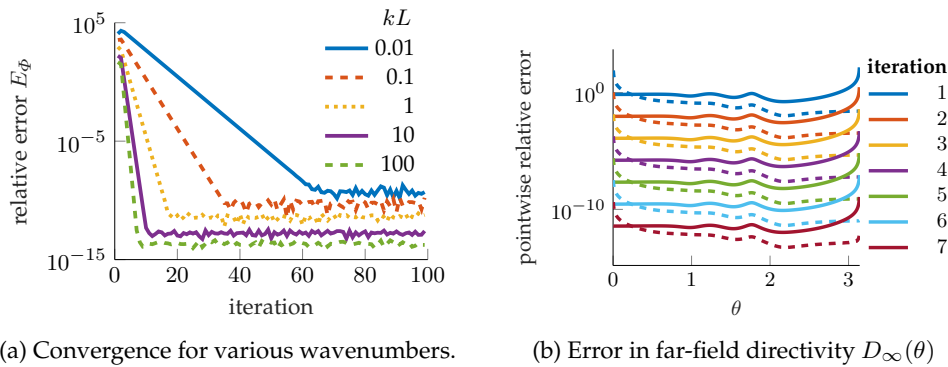 10^5
10^-5
10^-15
relative error E_Φ
0 20 40 60 80 100
iteration
kL
0.01
0.1
1
10
100
(a) Convergence for various wavenumbers.
10^0
10^-10
pointwise relative error
0 1 2 3
θ
iteration
1
2
3
4
5
6
7
(b) Error in far-field directivity D_∞(θ)